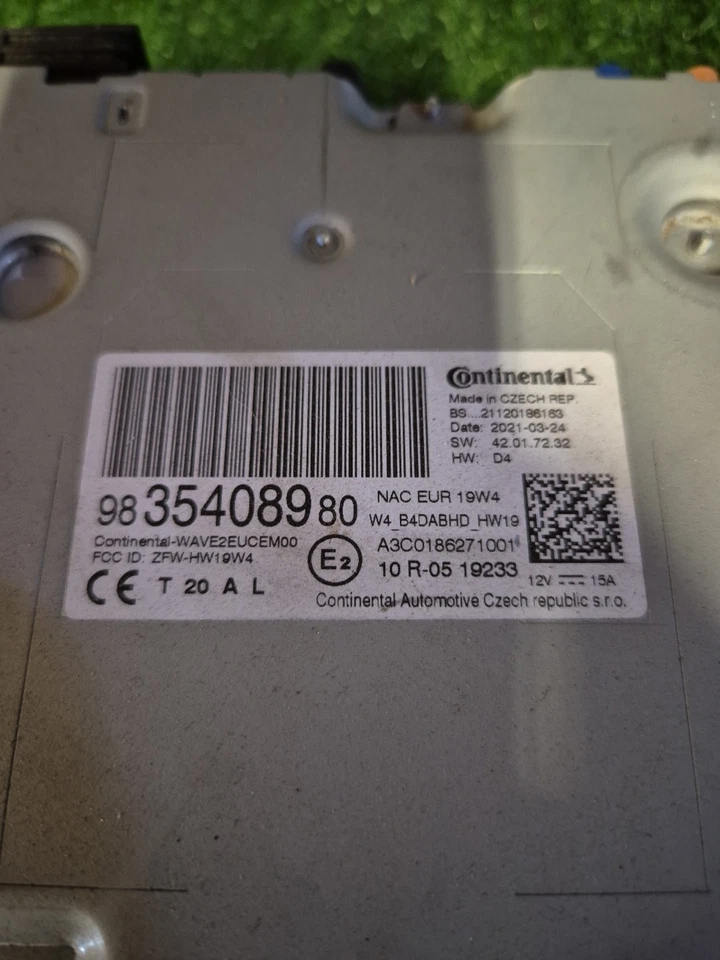 Continental
Made in CZECH REP.
BS....21120186163
Date: 2021-03-24
SW: 42.01.72.32
HW: D4
98 354089 80
NAC EUR 19W4
W4_B4DABHD_HW19
Continental-WAVE2EUCEM00
FCC ID: ZFW-HW19W4
E2
A3C0186271001
10 R-05 19233
12V 15A
CE T 20 A L
Continental Automotive Czech republic s.r.o.